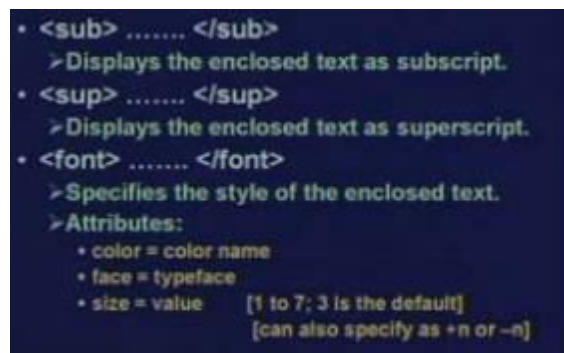 • <sub> ....... </sub>
➢Displays the enclosed text as subscript.
• <sup> ....... </sup>
➢Displays the enclosed text as superscript.
• <font> ....... </font>
➢Specifies the style of the enclosed text.
➢Attributes:
• color = color name
• face = typeface
• size = value [1 to 7; 3 is the default]
[can also specify as +n or –n]